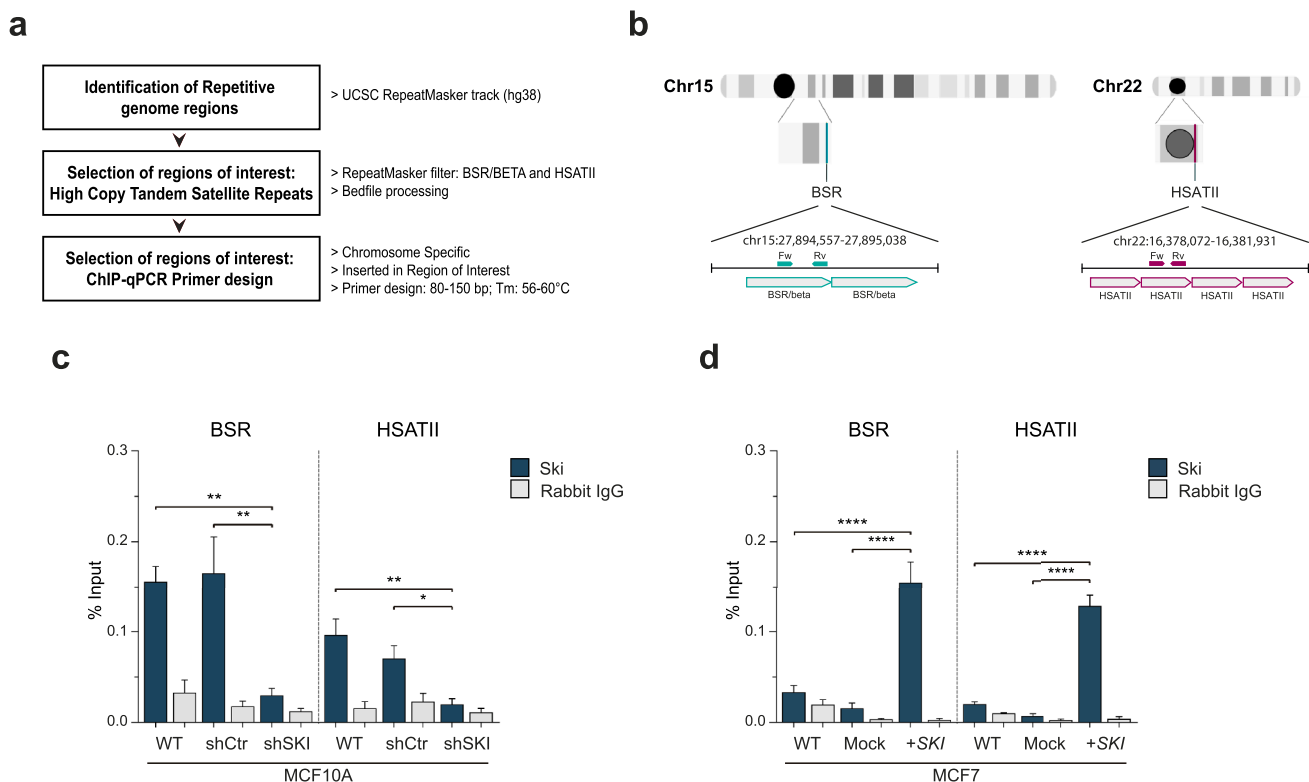 a
Identification of Repetitive
genome regions
> UCSC RepeatMasker track (hg38)
Selection of regions of interest:
High Copy Tandem Satellite Repeats
> RepeatMasker filter: BSR/BETA and HSATII
> Bedfile processing
Selection of regions of interest:
ChIP-qPCR Primer design
> Chromosome Specific
> Inserted in Region of Interest
> Primer design: 80-150 bp; Tm: 56-60°C
b
Chr15
BSR
chr15:27,894,557-27,895,038
Fw Rv
BSR/beta BSR/beta
Chr22
HSATII
chr22:16,378,072-16,381,931
Fw Rv
HSATII HSATII HSATII HSATII
c
BSR HSATII
Ski
Rabbit IgG
% Input
0.3
0.2
0.1
0.0
** ** ** *
WT shCtr shSKI WT shCtr shSKI
MCF10A
d
BSR HSATII
Ski
Rabbit IgG
% Input
0.3
0.2
0.1
0.0
**** **** **** ****
WT Mock +SKI WT Mock +SKI
MCF7